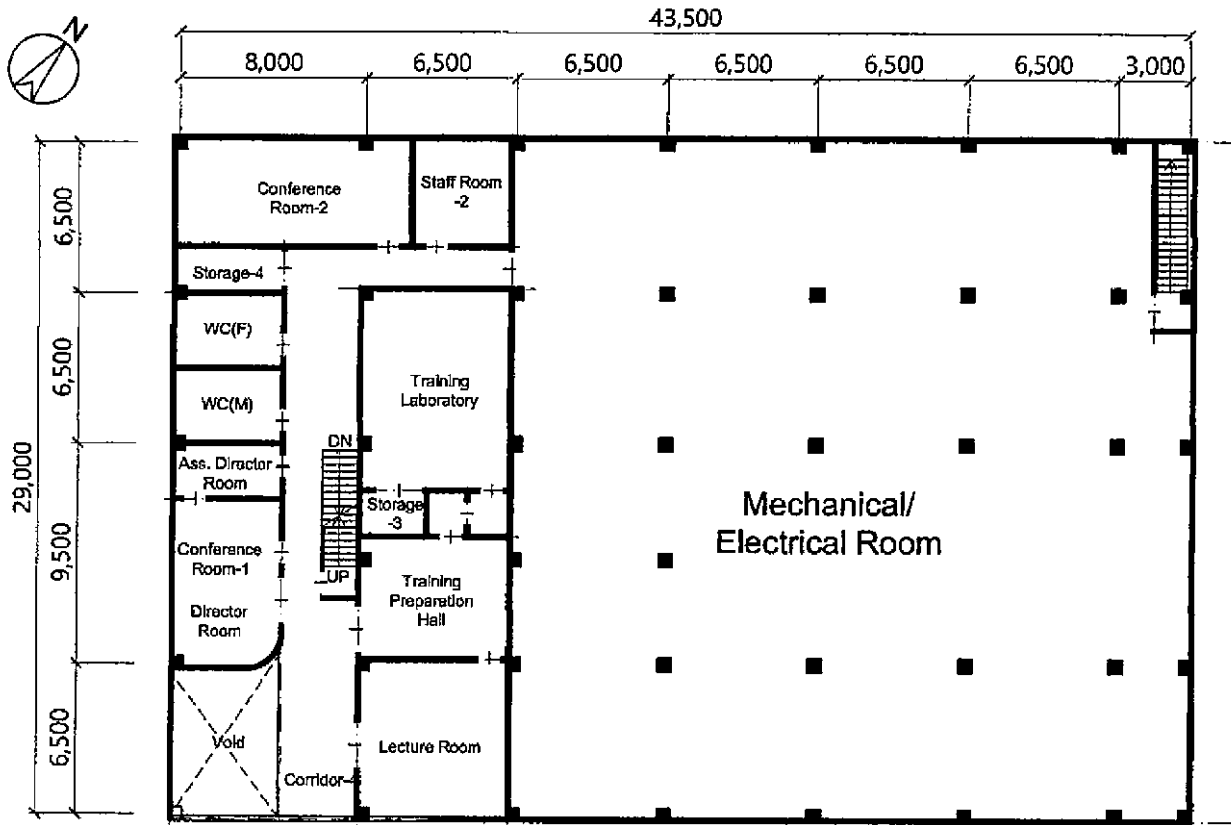 N
43,500
8,000
6,500
6,500
6,500
6,500
6,500
3,000
29,000
6,500
6,500
9,500
6,500
Conference
Room-2
Staff Room
-2
Storage-4
WC(F)
WC(M)
Ass. Director
Room
Conference
Room-1
Director
Room
Void
Corridor-
DN
UP
Training
Laboratory
Storage
-3
Training
Preparation
Hall
Lecture Room
Mechanical/
Electrical Room